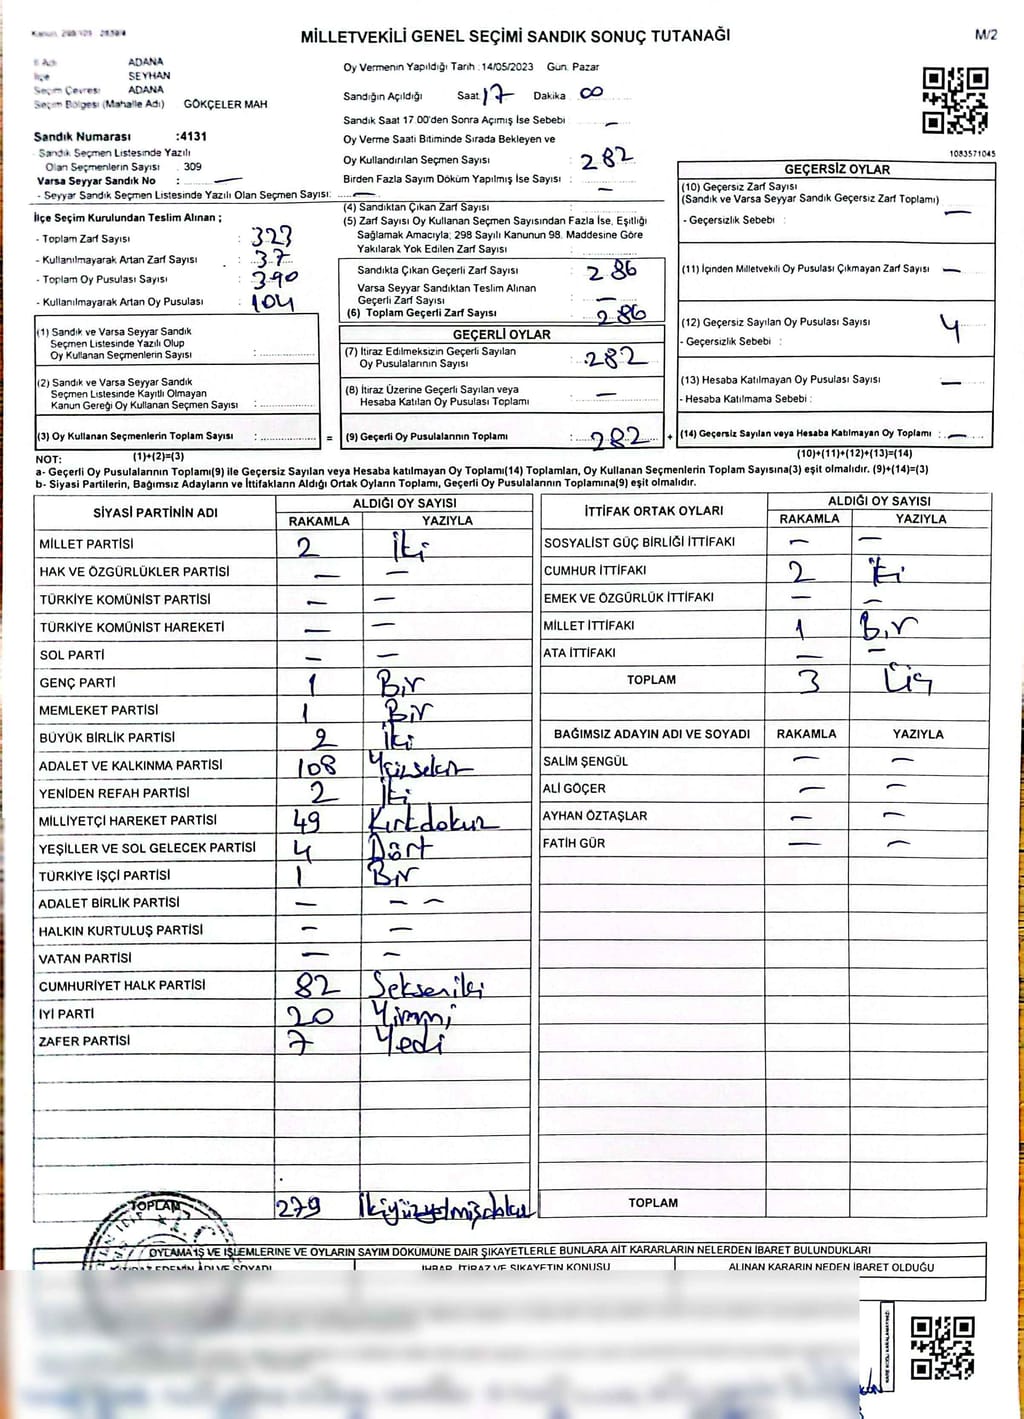 MİLLETVEKİLİ GENEL SEÇİMİ SANDIK SONUÇ TUTANAĞI
M/2
ADANA
İlçe SEYHAN
Seçim Çevresi ADANA
Seçim Bölgesi (Mahalle Adı) GÖKÇELER MAH
Sandık Numarası :4131
- Sandık Seçmen Listesinde Yazılı
Olan Seçmenlerin Sayısı : 309
Varsa Seyyar Sandık No : —
- Seyyar Sandık Seçmen Listesinde Yazılı Olan Seçmen Sayısı: —
İlçe Seçim Kurulundan Teslim Alınan ;
- Toplam Zarf Sayısı : 323
- Kullanılmayarak Artan Zarf Sayısı : 37
- Toplam Oy Pusulası Sayısı : 390
- Kullanılmayarak Artan Oy Pusulası : 104
(1) Sandık ve Varsa Seyyar Sandık
Seçmen Listesinde Yazılı Olup
Oy Kullanan Seçmenlerin Sayısı :
(2) Sandık ve Varsa Seyyar Sandık
Seçmen Listesinde Kayıtlı Olmayan
Kanun Gereği Oy Kullanan Seçmen Sayısı :
(3) Oy Kullanan Seçmenlerin Toplam Sayısı :
Oy Vermenin Yapıldığı Tarih :14/05/2023 Gün: Pazar
Sandığın Açıldığı Saat 17 Dakika 00
Sandık Saat 17.00'den Sonra Açımış İse Sebebi : —
Oy Verme Saati Bitiminde Sırada Bekleyen ve
Oy Kullandırılan Seçmen Sayısı : 282
Birden Fazla Sayım Döküm Yapılmış İse Sayısı : —
(4) Sandıktan Çıkan Zarf Sayısı :
(5) Zarf Sayısı Oy Kullanan Seçmen Sayısından Fazla İse, Eşitliği
Sağlamak Amacıyla; 298 Sayılı Kanunun 98. Maddesine Göre
Yakılarak Yok Edilen Zarf Sayısı :
Sandıkta Çıkan Geçerli Zarf Sayısı : 286
Varsa Seyyar Sandıktan Teslim Alınan
Geçerli Zarf Sayısı : —
(6) Toplam Geçerli Zarf Sayısı : 286
GEÇERLİ OYLAR
(7) İtiraz Edilmeksizin Geçerli Sayılan
Oy Pusulalarının Sayısı : 282
(8) İtiraz Üzerine Geçerli Sayılan veya
Hesaba Katılan Oy Pusulası Toplamı : —
= (9) Geçerli Oy Pusulalarının Toplamı : 282 +
1083571045
GEÇERSİZ OYLAR
(10) Geçersiz Zarf Sayısı
(Sandık ve Varsa Seyyar Sandık Geçersiz Zarf Toplamı) —
- Geçersizlik Sebebi :
(11) İçinden Milletvekili Oy Pusulası Çıkmayan Zarf Sayısı : —
(12) Geçersiz Sayılan Oy Pusulası Sayısı 4
- Geçersizlik Sebebi :
(13) Hesaba Katılmayan Oy Pusulası Sayısı —
- Hesaba Katılmama Sebebi :
(14) Geçersiz Sayılan veya Hesaba Katılmayan Oy Toplamı : —
NOT: (1)+(2)=(3) (10)+(11)+(12)+(13)=(14)
a- Geçerli Oy Pusulalarının Toplamı(9) ile Geçersiz Sayılan veya Hesaba katılmayan Oy Toplamı(14) Toplamları, Oy Kullanan Seçmenlerin Toplam Sayısına(3) eşit olmalıdır. (9)+(14)=(3)
b- Siyasi Partilerin, Bağımsız Adayların ve İttifakların Aldığı Ortak Oyların Toplamı, Geçerli Oy Pusulalarının Toplamına(9) eşit olmalıdır.
SİYASİ PARTİNİN ADI ALDIĞI OY SAYISI
RAKAMLA YAZIYLA
MİLLET PARTİSİ 2 İki
HAK VE ÖZGÜRLÜKLER PARTİSİ — —
TÜRKİYE KOMÜNİST PARTİSİ — —
TÜRKİYE KOMÜNİST HAREKETİ — —
SOL PARTİ — —
GENÇ PARTİ 1 Bir
MEMLEKET PARTİSİ 1 Bir
BÜYÜK BİRLİK PARTİSİ 2 İki
ADALET VE KALKINMA PARTİSİ 108 Yüzsekiz
YENİDEN REFAH PARTİSİ 2 İki
MİLLİYETÇİ HAREKET PARTİSİ 49 Kırkdokuz
YEŞİLLER VE SOL GELECEK PARTİSİ 4 Dört
TÜRKİYE İŞÇİ PARTİSİ 1 Bir
ADALET BİRLİK PARTİSİ — — —
HALKIN KURTULUŞ PARTİSİ — —
VATAN PARTİSİ — —
CUMHURİYET HALK PARTİSİ 82 Sekseniki
İYİ PARTİ 20 Yirmi
ZAFER PARTİSİ 7 Yedi
TOPLAM 279 İkiyüzyetmişdokuz
İTTİFAK ORTAK OYLARI ALDIĞI OY SAYISI
RAKAMLA YAZIYLA
SOSYALİST GÜÇ BİRLİĞİ İTTİFAKI — —
CUMHUR İTTİFAKI 2 İki
EMEK VE ÖZGÜRLÜK İTTİFAKI — —
MİLLET İTTİFAKI 1 Bir
ATA İTTİFAKI — —
TOPLAM 3 Üç
BAĞIMSIZ ADAYIN ADI VE SOYADI RAKAMLA YAZIYLA
SALİM ŞENGÜL — —
ALİ GÖÇER — —
AYHAN ÖZTAŞLAR — —
FATİH GÜR — —
TOPLAM
OYLAMA İŞ VE İŞLEMLERİNE VE OYLARIN SAYIM DÖKÜMÜNE DAİR ŞİKAYETLERLE BUNLARA AİT KARARLARIN NELERDEN İBARET BULUNDUKLARI
İHBAR, İTİRAZ VE ŞİKAYETİN KONUSU ALINAN KARARIN NEDEN İBARET OLDUĞU